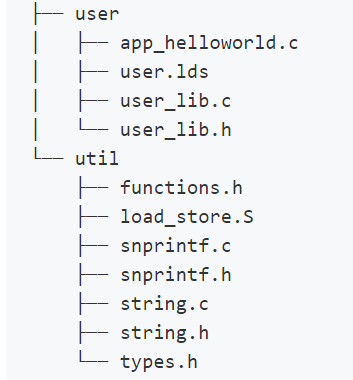 ├── user
│   ├── app_helloworld.c
│   ├── user.lds
│   ├── user_lib.c
│   └── user_lib.h
└── util
    ├── functions.h
    ├── load_store.S
    ├── snprintf.c
    ├── snprintf.h
    ├── string.c
    ├── string.h
    └── types.h